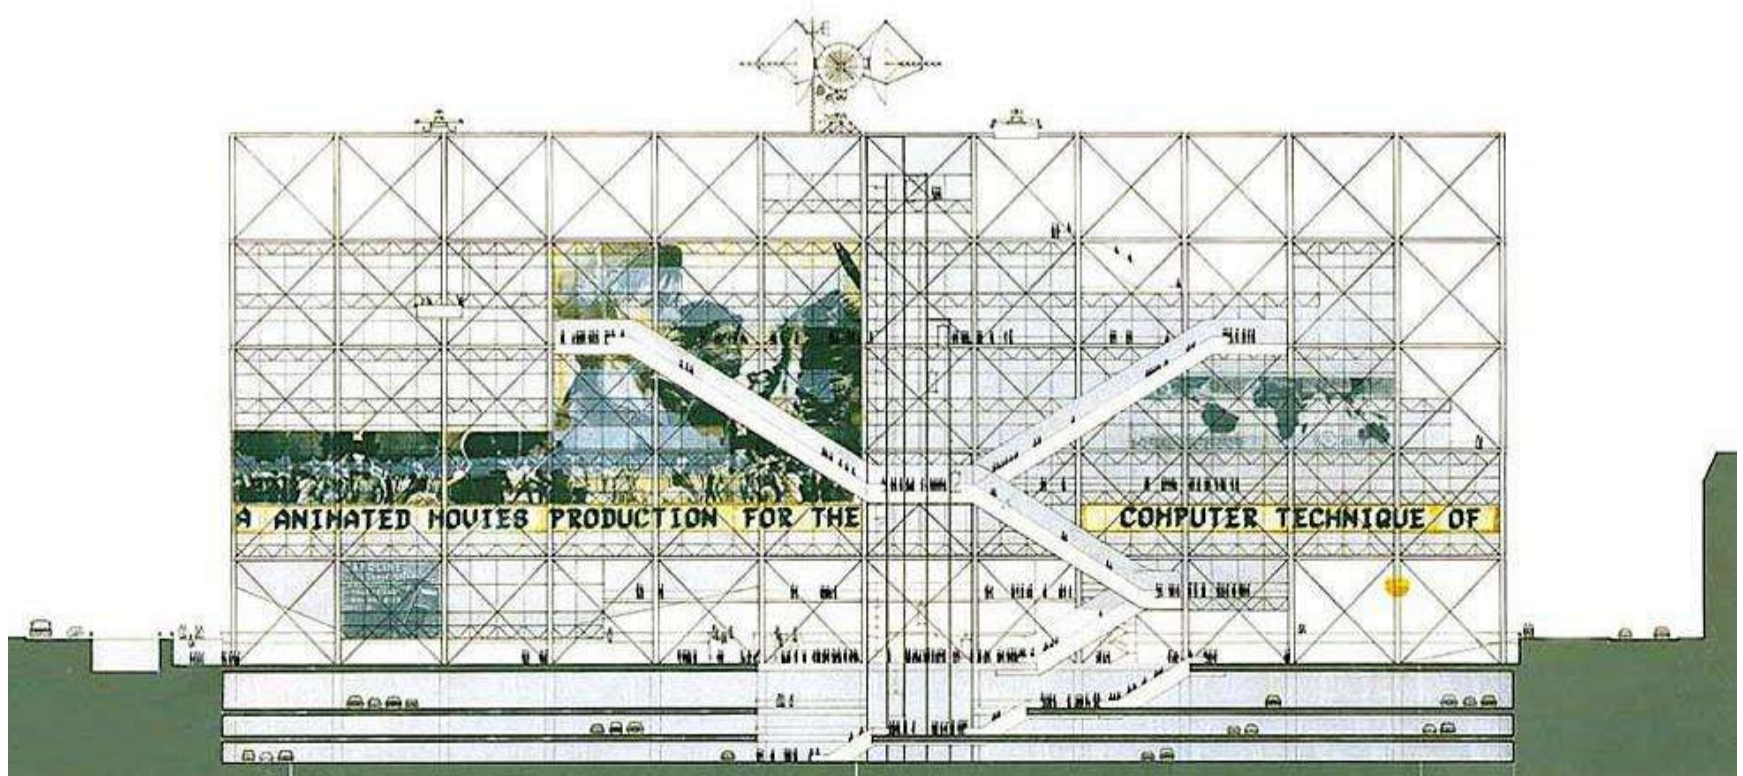 A ANIMATED MOVIES PRODUCTION FOR THE
COMPUTER TECHNIQUE OF